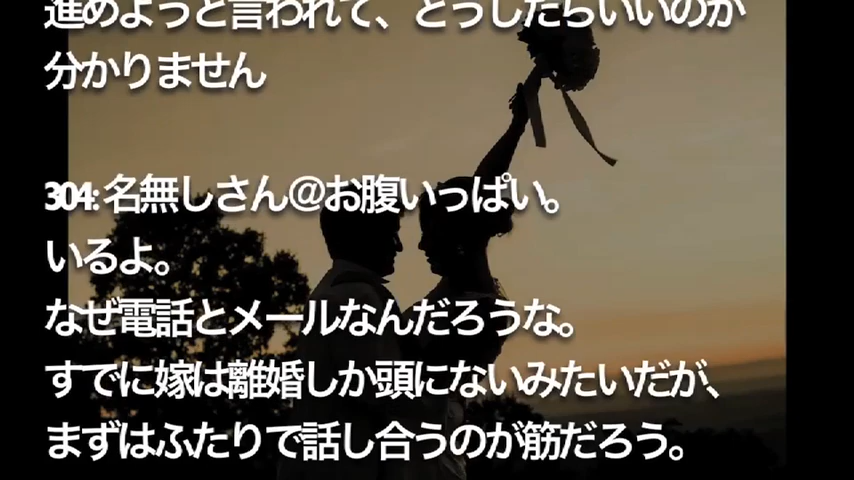 進めようと言われて、どうしたらいいのか
分かりません
304: 名無しさん@お腹いっぱい。
いるよ。
なぜ電話とメールなんだろうな。
すでに嫁は離婚しか頭にないみたいだが、
まずはふたりで話し合うのが筋だろう。